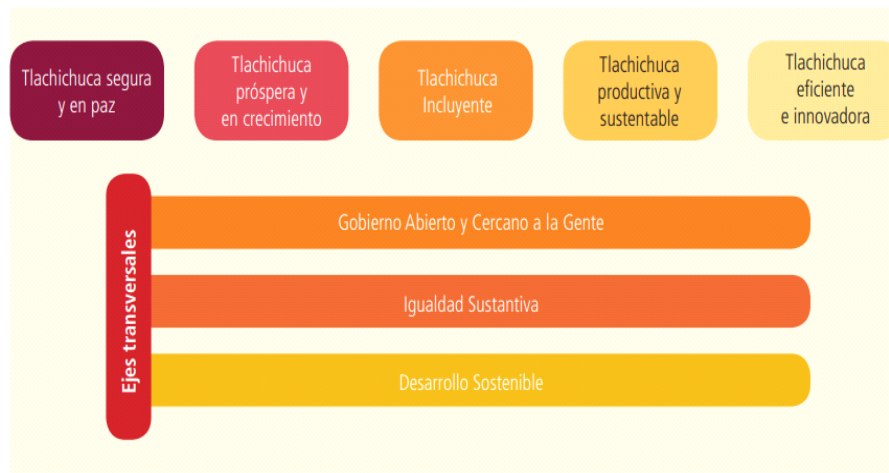 Tlachichuca segura
y en paz
Tlachichuca
próspera y
en crecimiento
Tlachichuca
Incluyente
Tlachichuca
productiva y
sustentable
Tlachichuca
eficiente
e innovadora
Ejes transversales
Gobierno Abierto y Cercano a la Gente
Igualdad Sustantiva
Desarrollo Sostenible